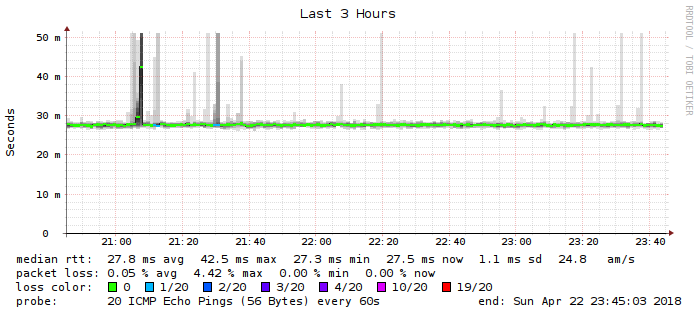 Last 3 Hours
RRDTOOL / TOBI OETIKER
Seconds
50 m
40 m
30 m
20 m
10 m
0
21:00 21:20 21:40 22:00 22:20 22:40 23:00 23:20 23:40
median rtt: 27.8 ms avg 42.5 ms max 27.3 ms min 27.5 ms now 1.1 ms sd 24.8 am/s
packet loss: 0.05 % avg 4.42 % max 0.00 % min 0.00 % now
loss color: 0 1/20 2/20 3/20 4/20 10/20 19/20
probe: 20 ICMP Echo Pings (56 Bytes) every 60s end: Sun Apr 22 23:45:03 2018